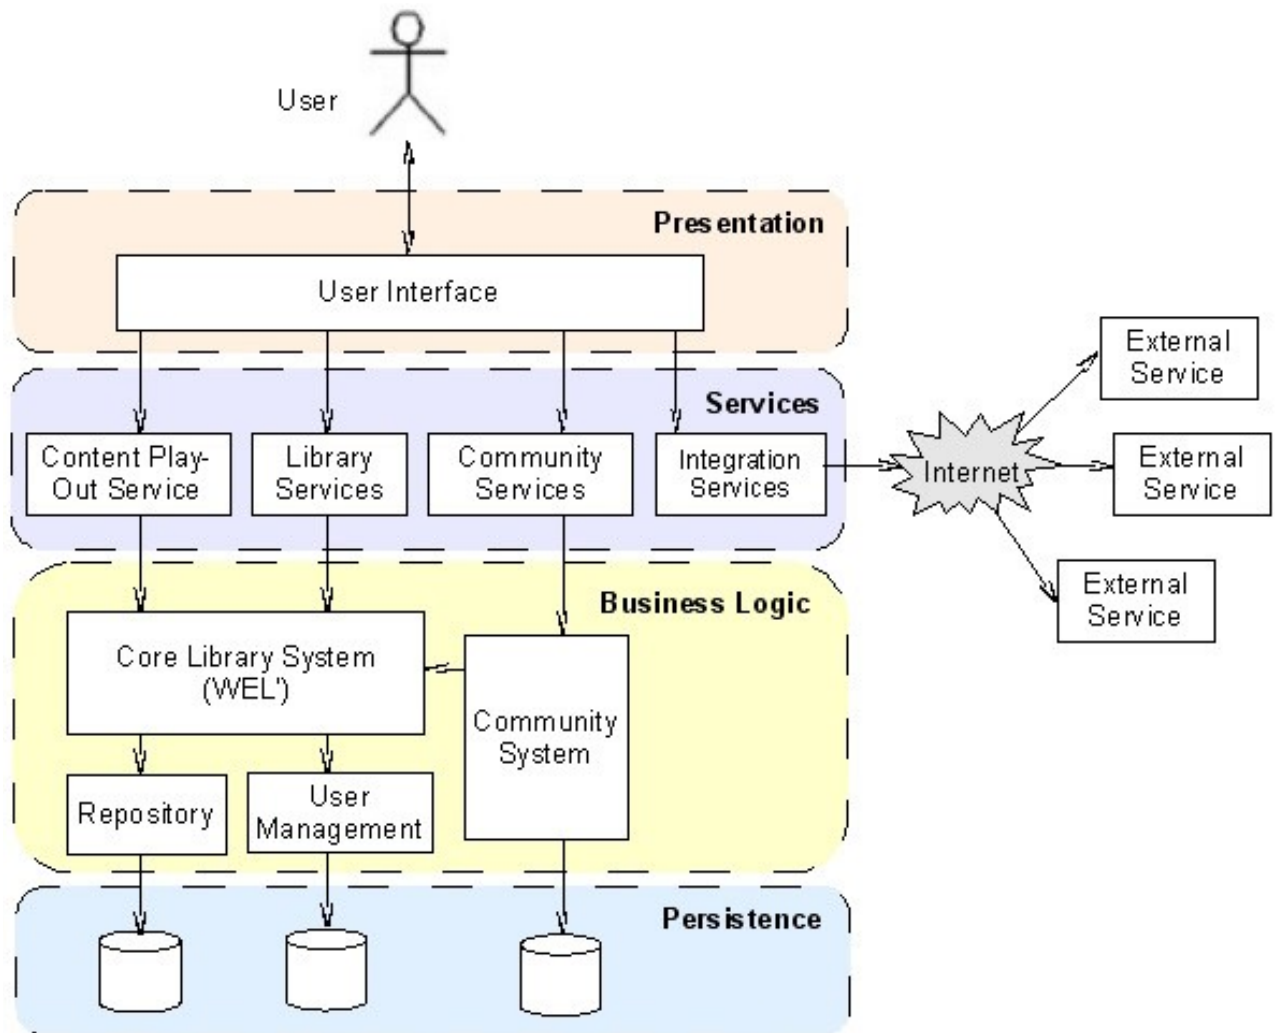 User
Presentation
User Interface
Services
Content Play-
Out Service
Library
Services
Community
Services
Integration
Services
Internet
External
Service
External
Service
External
Service
Business Logic
Core Library System
(WEL')
Community
System
Repository
User
Management
Persistence